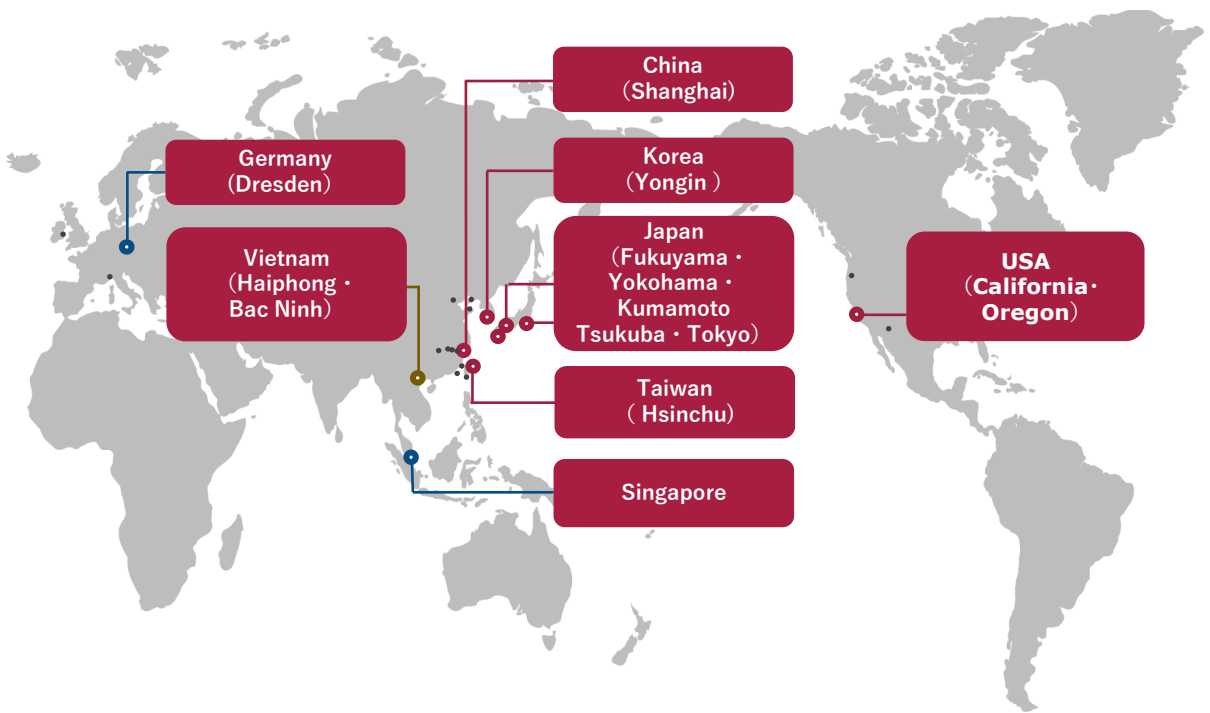 China
（Shanghai）
Germany
(Dresden）
Korea
（Yongin ）
Vietnam
（Haiphong・
Bac Ninh）
Japan
（Fukuyama・
Yokohama・
Kumamoto
Tsukuba・Tokyo）
USA
（California・
Oregon）
Taiwan
（ Hsinchu）
Singapore